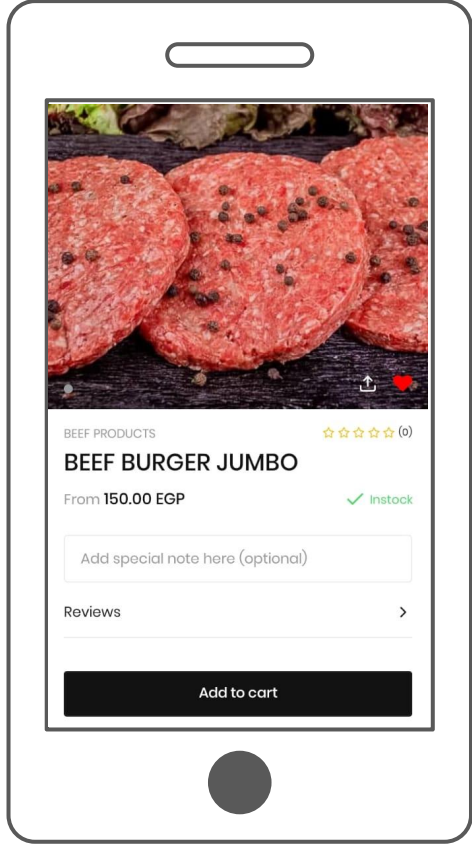 BEEF PRODUCTS
(0)
BEEF BURGER JUMBO
From 150.00 EGP
Instock
Add special note here (optional)
Reviews
Add to cart